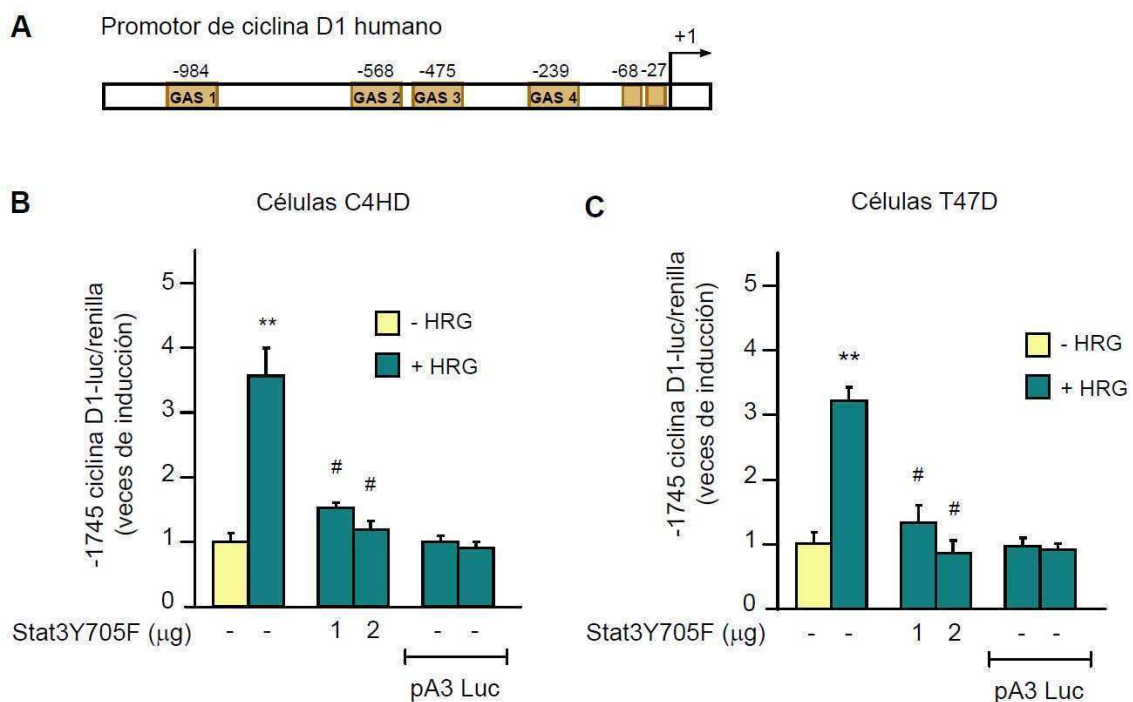 A
Promotor de ciclina D1 humano
+1
-984 -568 -475 -239 -68 -27
GAS 1 GAS 2 GAS 3 GAS 4
B
Células C4HD
-1745 ciclina D1-luc/renilla
(veces de inducción)
5
4
3
2
1
0
**
#
#
- HRG
+ HRG
Stat3Y705F (μg) - - 1 2 - -
pA3 Luc
C
Células T47D
-1745 ciclina D1-luc/renilla
(veces de inducción)
5
4
3
2
1
0
**
#
#
- HRG
+ HRG
Stat3Y705F (μg) - - 1 2 - -
pA3 Luc